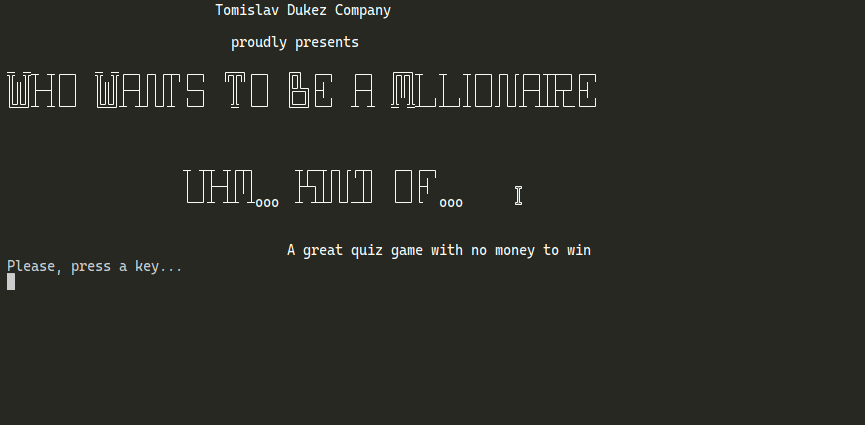 Tomislav Dukez Company
proudly presents
WHO WANTS TO BE A MLLIONAIRE
UHM... KIND OF...
A great quiz game with no money to win
Please, press a key...